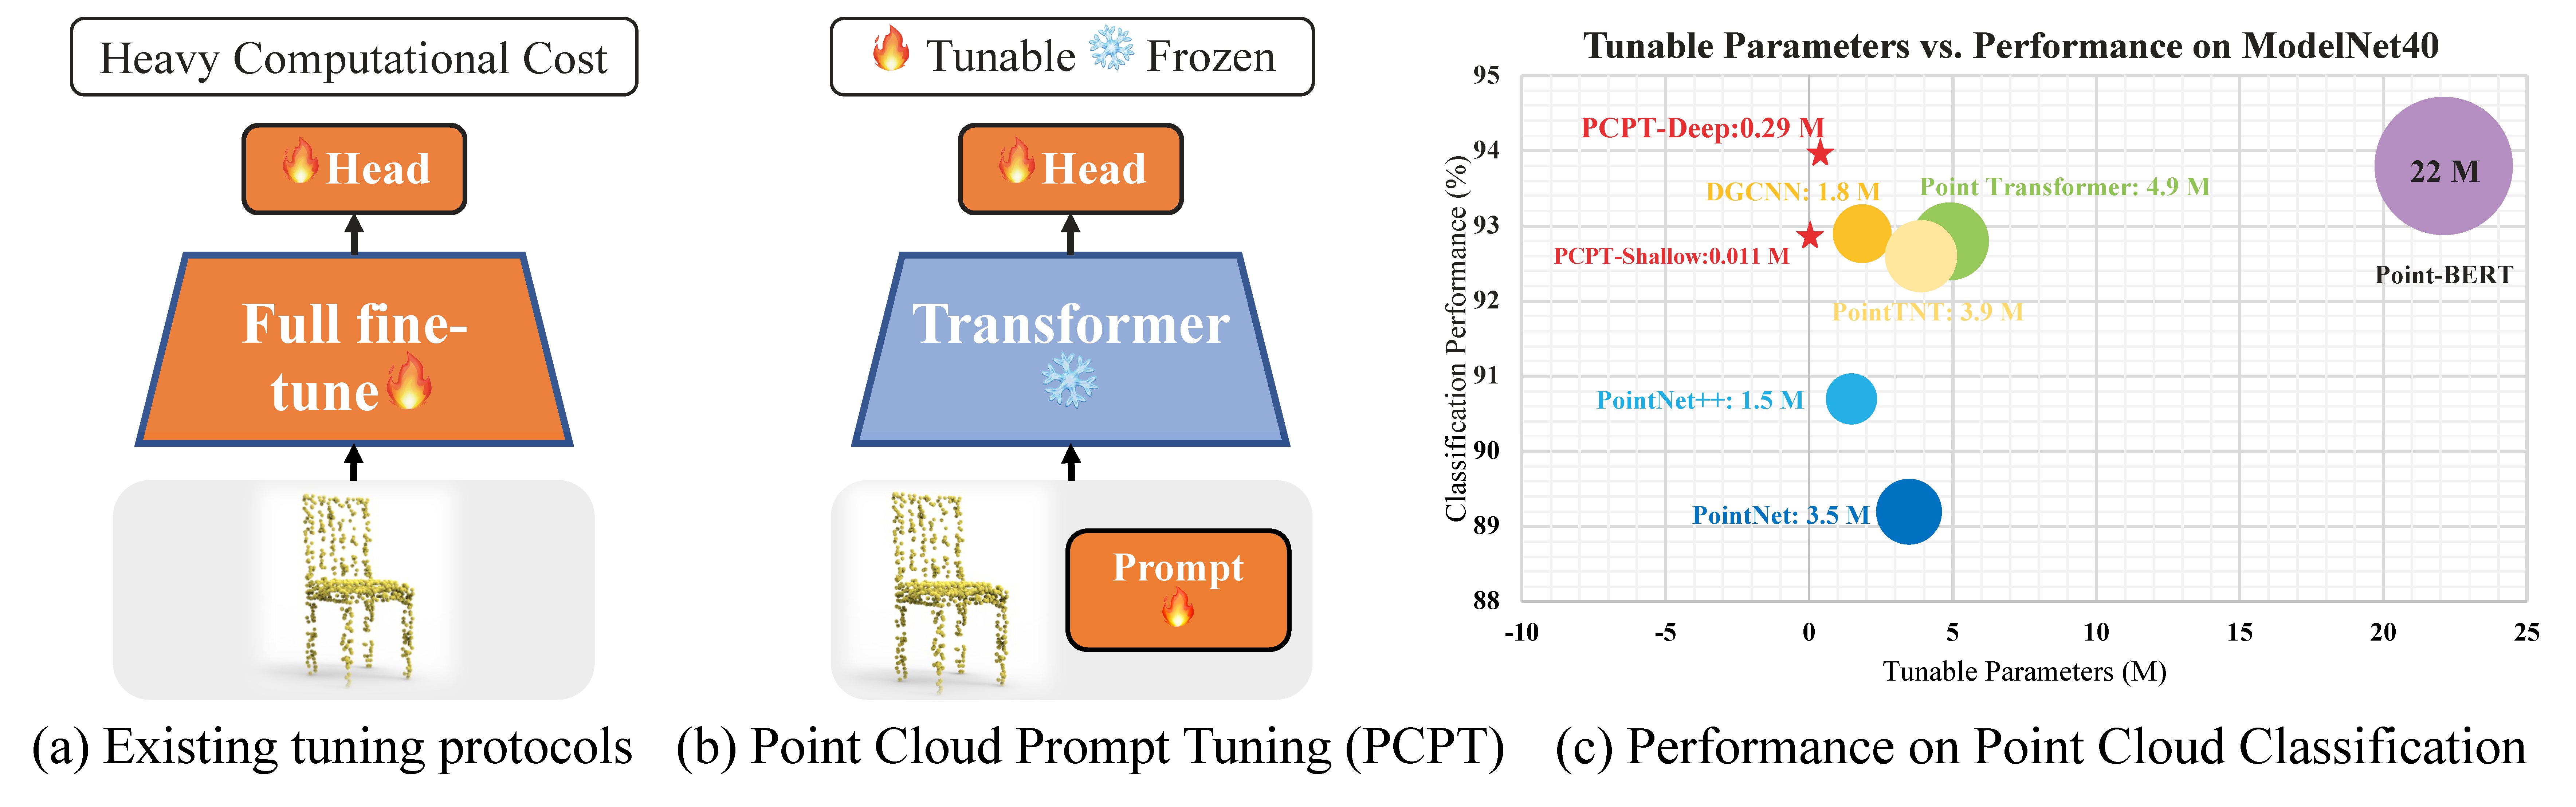 Heavy Computational Cost
Head
Full fine-
tune
(a) Existing tuning protocols
Tunable Frozen
Head
Transformer
Prompt
(b) Point Cloud Prompt Tuning (PCPT)
Tunable Parameters vs. Performance on ModelNet40
Classification Performance (%)
95
94
93
92
91
90
89
88
PCPT-Deep:0.29 M
DGCNN: 1.8 M
Point Transformer: 4.9 M
22 M
PCPT-Shallow:0.011 M
Point-BERT
PointTNT: 3.9 M
PointNet++: 1.5 M
PointNet: 3.5 M
-10 -5 0 5 10 15 20 25
Tunable Parameters (M)
(c) Performance on Point Cloud Classification